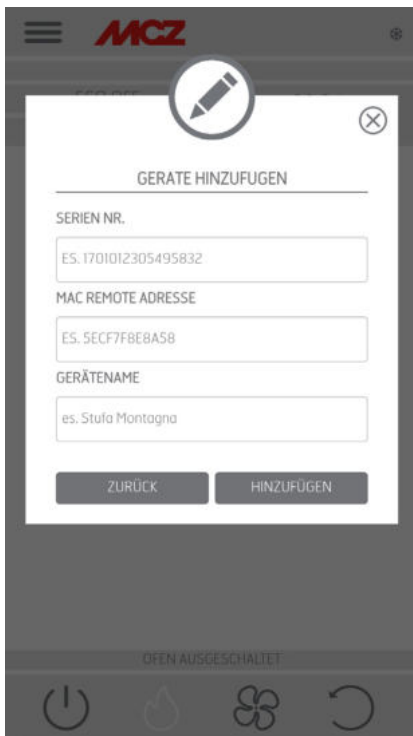 MCZ
GERATE HINZUFUGEN
SERIEN NR.
ES. 1701012305495832
MAC REMOTE ADRESSE
ES. 5ECF7F8E8A58
GERÄTENAME
es. Stufa Montagna
ZURÜCK
HINZUFÜGEN
OFEN AUSGESCHALTET